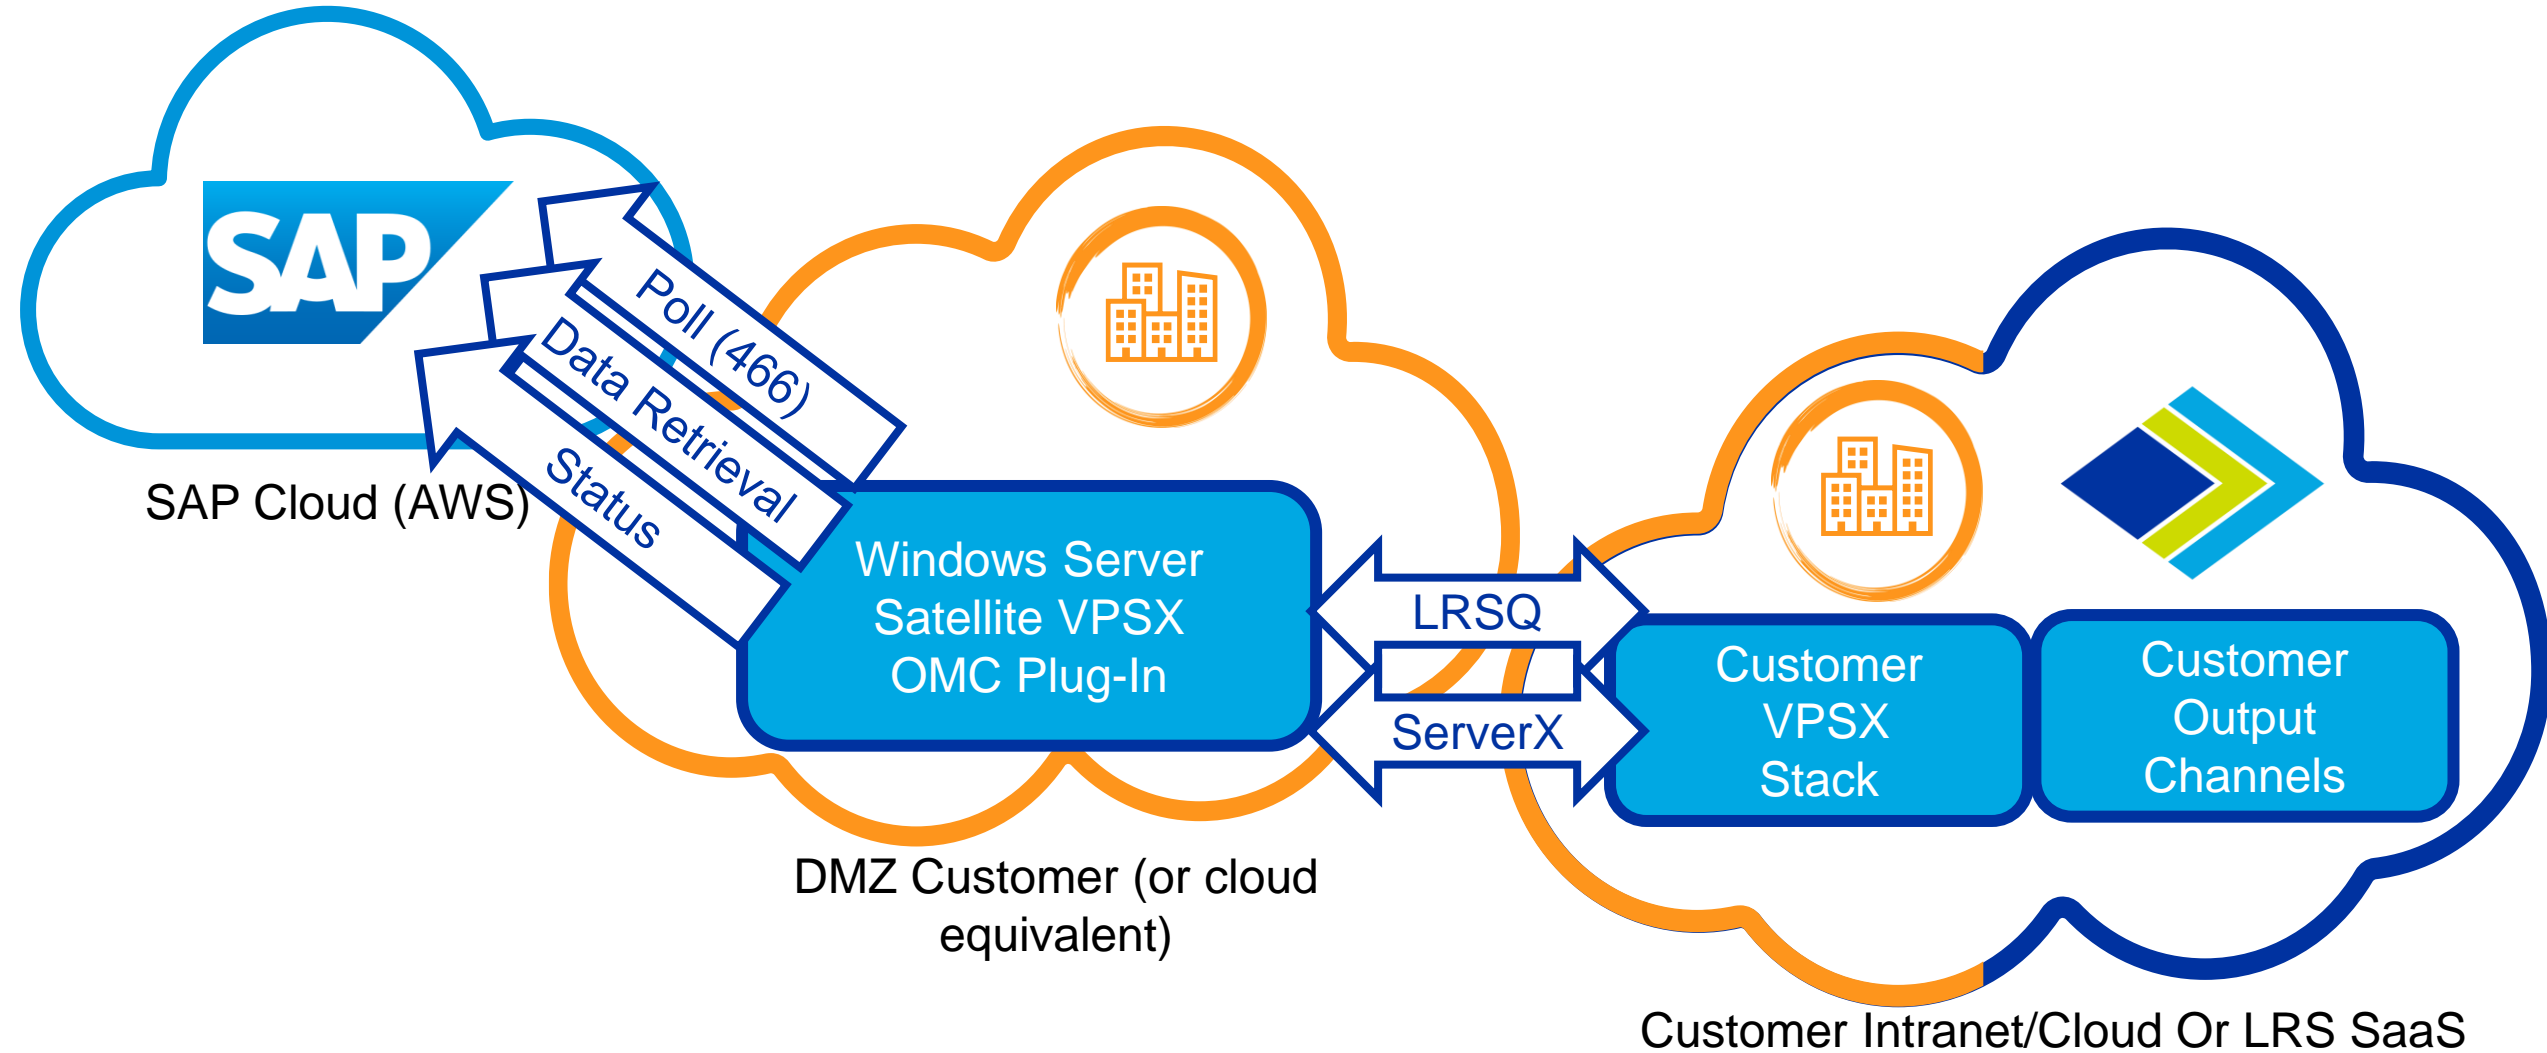 SAP
SAP Cloud (AWS)
Poll (466)
Data Retrieval
Status
Windows Server
Satellite VPSX
OMC Plug-In
DMZ Customer (or cloud
equivalent)
LRSQ
ServerX
Customer
VPSX
Stack
Customer
Output
Channels
Customer Intranet/Cloud Or LRS SaaS